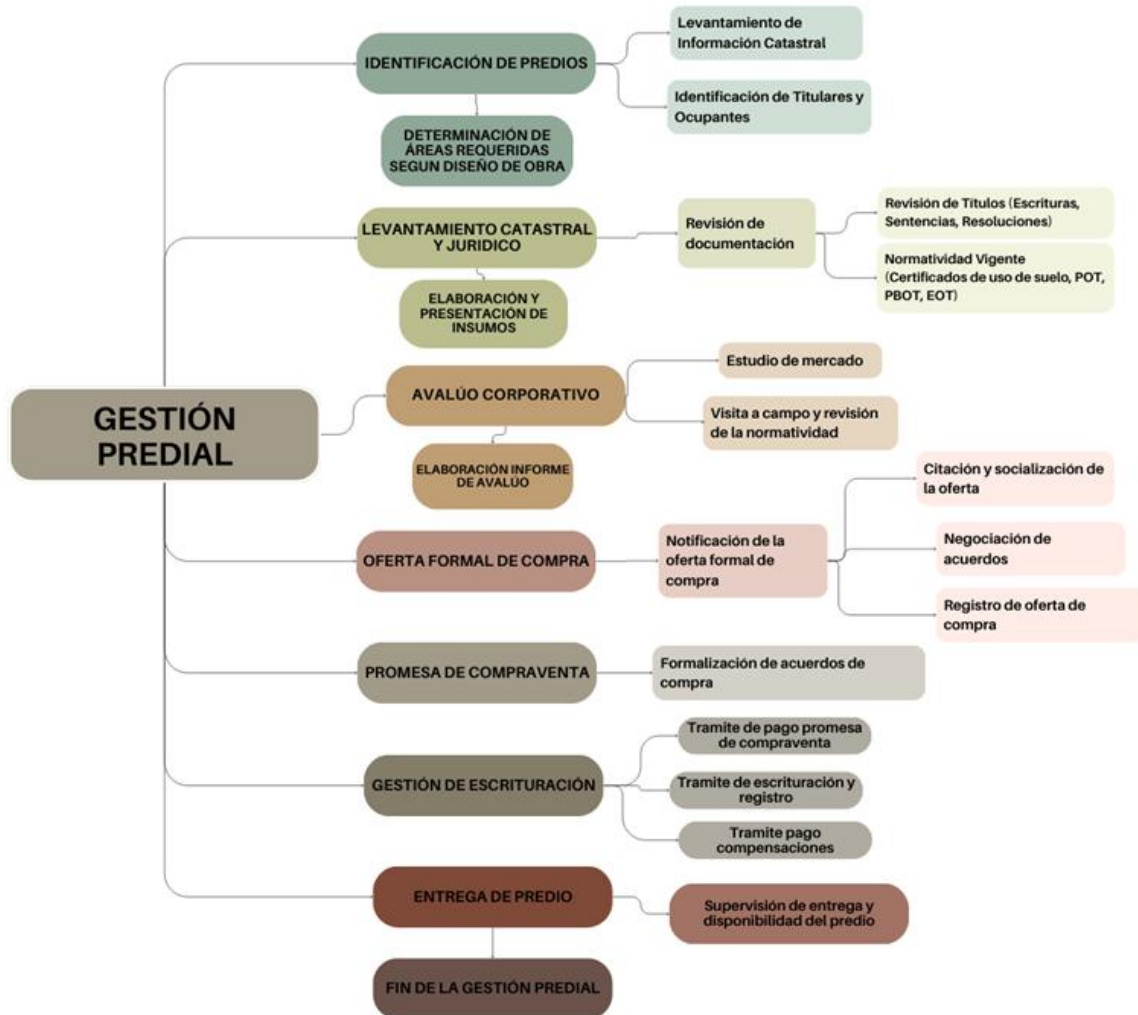 Levantamiento de
Información Catastral
IDENTIFICACIÓN DE PREDIOS
Identificación de Titulares y
Ocupantes
DETERMINACIÓN DE
ÁREAS REQUERIDAS
SEGUN DISEÑO DE OBRA
LEVANTAMIENTO CATASTRAL
Y JURIDICO
Revisión de
documentación
Revisión de Títulos (Escrituras,
Sentencias, Resoluciones)
Normatividad Vigente
(Certificados de uso de suelo, POT,
PBOT, EOT)
ELABORACIÓN Y
PRESENTACIÓN DE
INSUMOS
GESTIÓN
PREDIAL
AVALÚO CORPORATIVO
Estudio de mercado
Visita a campo y revisión
de la normatividad
ELABORACIÓN INFORME
DE AVALÚO
OFERTA FORMAL DE COMPRA
Notificación de la
oferta formal de
compra
Citación y socialización de
la oferta
Negociación de
acuerdos
Registro de oferta de
compra
PROMESA DE COMPRAVENTA
Formalización de acuerdos de
compra
GESTIÓN DE ESCRITURACIÓN
Tramite de pago promesa
de compraventa
Tramite de escrituración y
registro
Tramite pago
compensaciones
ENTREGA DE PREDIO
Supervisión de entrega y
disponibilidad del predio
FIN DE LA GESTIÓN PREDIAL